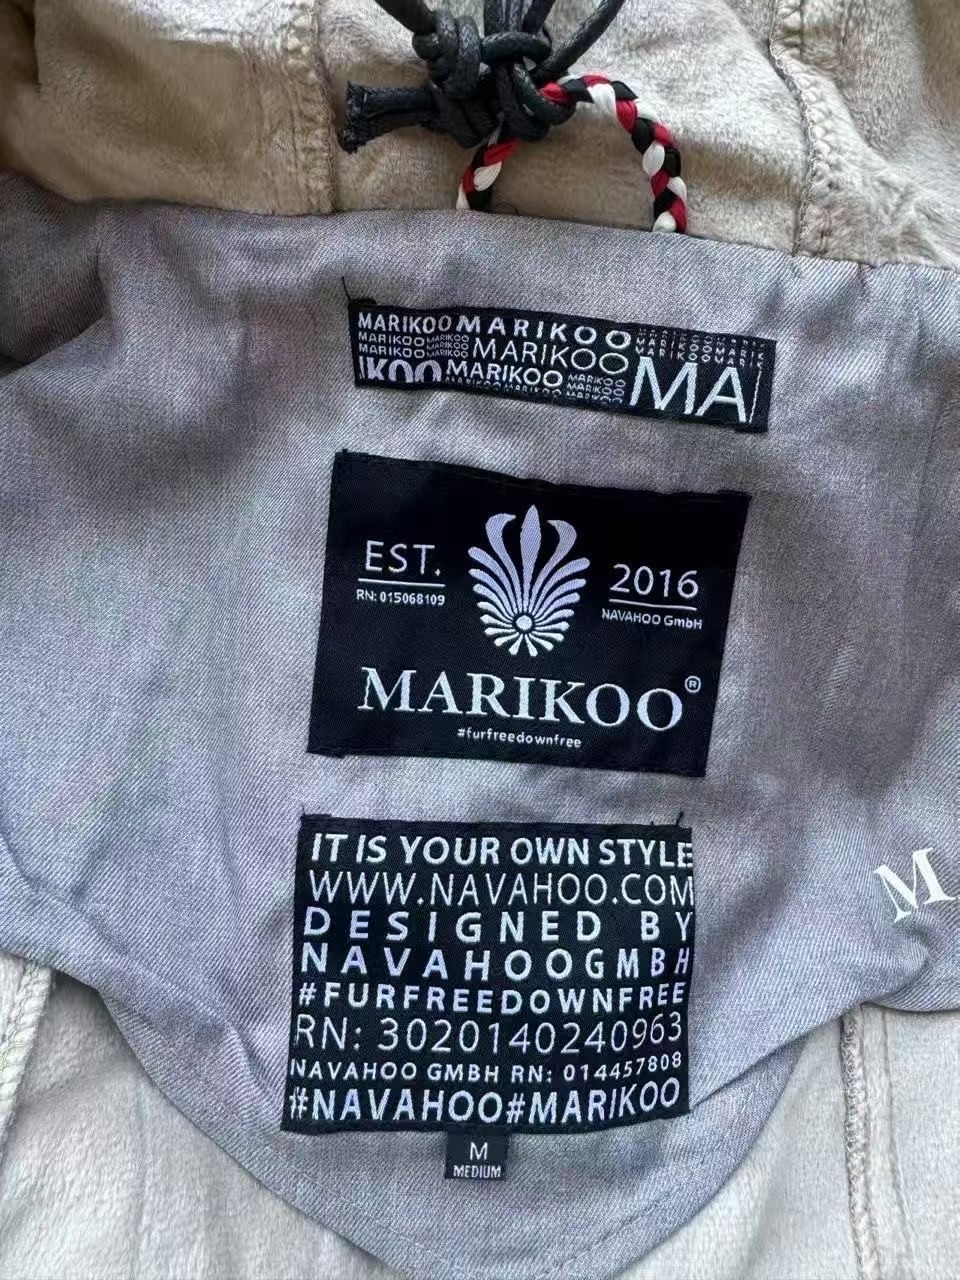 MARIKOO MARIKOO
MARIKOO MARIKOO MARIKOO
MARIKOO MARIKOO
IKOO MARIKOO MARIKOO MA
EST. 2016
RN: 015068109 NAVAHOO GmbH
MARIKOO®
#furfreedownfree
IT IS YOUR OWN STYLE
WWW.NAVAHOO.COM
DESIGNED BY
NAVAHOOGMBH
#FURFREEDOWNFREE
RN: 3020140240963
NAVAHOO GMBH RN: 014457808
#NAVAHOO#MARIKOO
M
MEDIUM
M